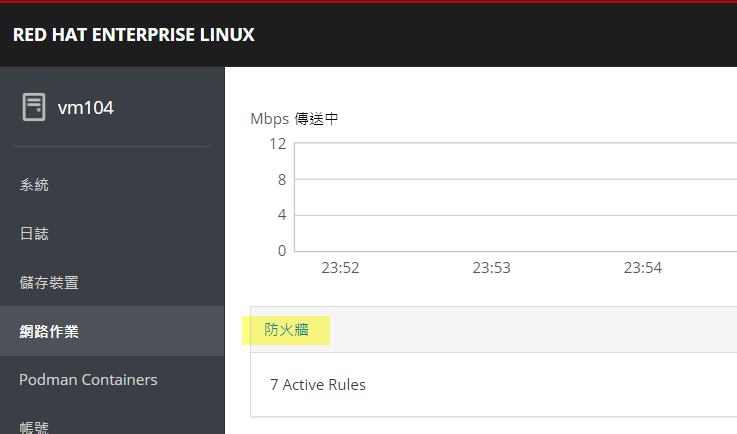 RED HAT ENTERPRISE LINUX
vm104
系統
日誌
儲存裝置
網路作業
Podman Containers
帳號
Mbps 傳送中
12
8
4
0
23:52
23:53
23:54
防火牆
7 Active Rules